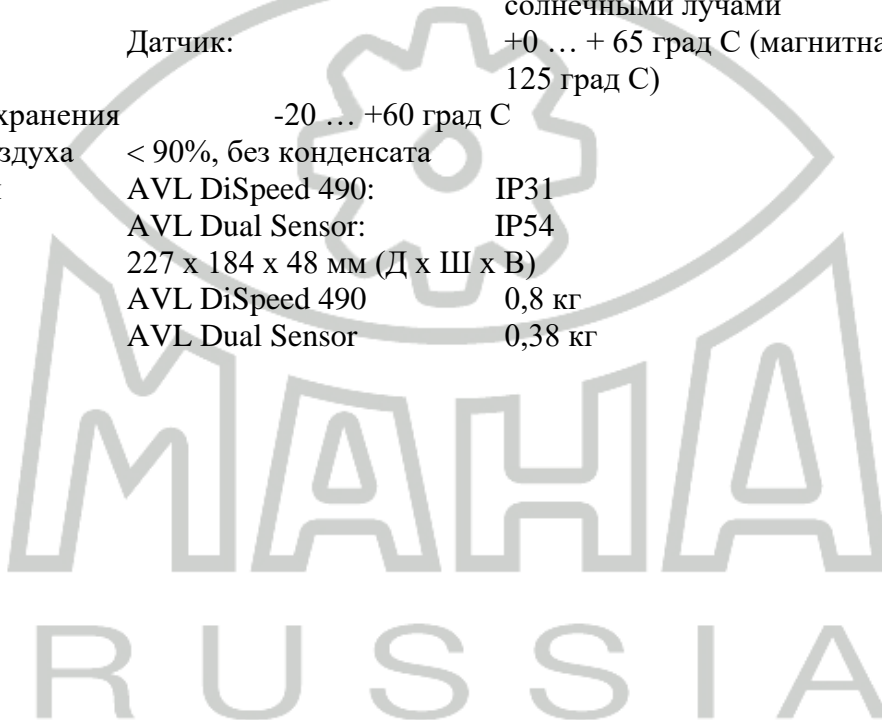 солнечными лучами
Датчик: +0 … + 65 град С (магнитна
125 град С)
хранения -20 … +60 град С
здуха < 90%, без конденсата
AVL DiSpeed 490: IP31
AVL Dual Sensor: IP54
227 x 184 x 48 мм (Д x Ш x В)
AVL DiSpeed 490 0,8 кг
AVL Dual Sensor 0,38 кг
MAHA
RUSSIA